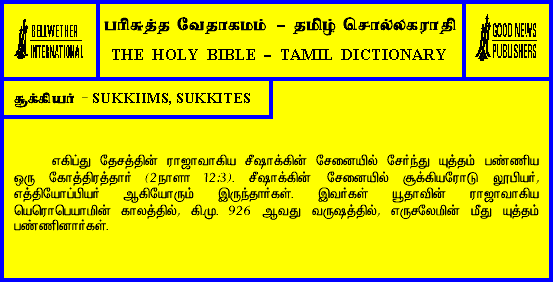 BELLWETHER
INTERNATIONAL
பரிசுத்த வேதாகமம் – தமிழ் சொல்லகராதி
THE HOLY BIBLE – TAMIL DICTIONARY
GOOD NEWS
PUBLISHERS
சூக்கியர் – SUKKIIMS, SUKKITES
எகிப்து தேசத்தின் ராஜாவாகிய சீஷாக்கின் சேனையில் சேர்ந்து யுத்தம் பண்ணிய
ஒரு கோத்திரத்தார் (2நாளா 12:3). சீஷாக்கின் சேனையில் சூக்கியரோடு லூபியர்,
எத்தியோப்பியர் ஆகியோரும் இருந்தார்கள். இவர்கள் யூதாவின் ராஜாவாகிய
யெரொபெயாமின் காலத்தில், கி.மு. 926 ஆவது வருஷத்தில், எருசலேமின் மீது யுத்தம்
பண்ணினார்கள்.